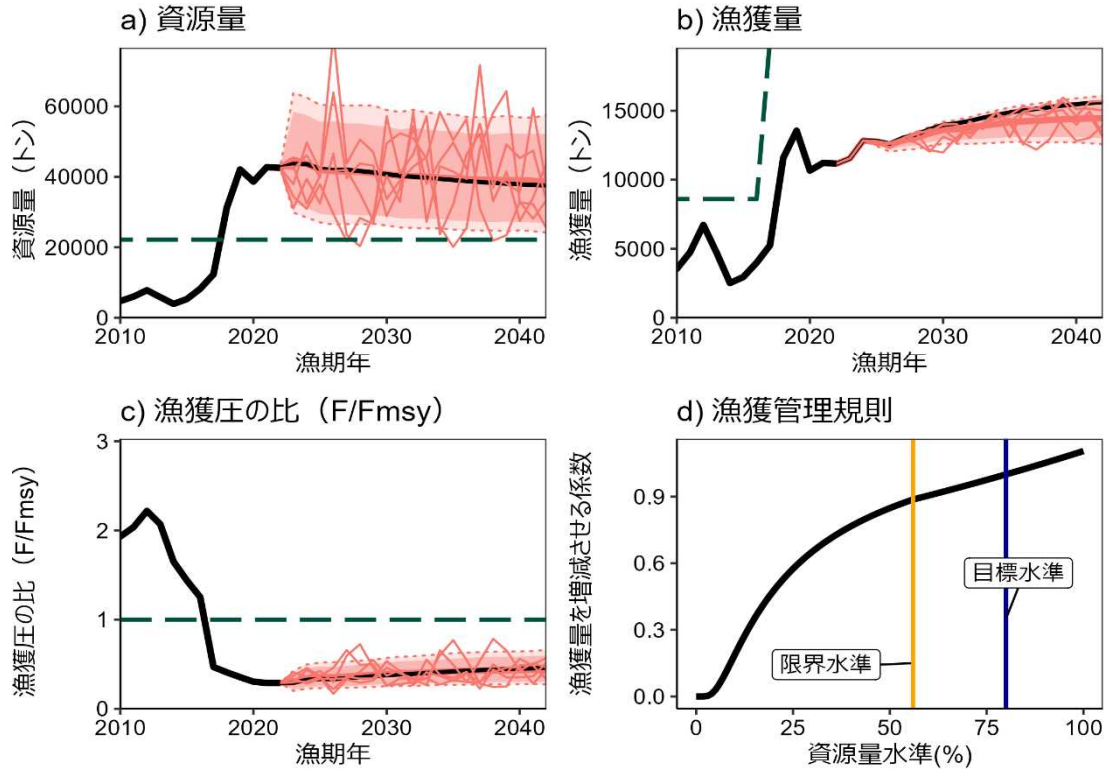 a) 資源量
資源量（トン）
60000
40000
20000
0
2010
2020
2030
2040
漁期年
b) 漁獲量
漁獲量（トン）
15000
10000
5000
0
2010
2020
2030
2040
漁期年
c) 漁獲圧の比（F/Fmsy）
漁獲圧の比（F/Fmsy）
3
2
1
0
2010
2020
2030
2040
漁期年
d) 漁獲管理規則
漁獲量を増減させる係数
0.9
0.6
0.3
0.0
目標水準
限界水準
0
25
50
75
100
資源量水準(%)